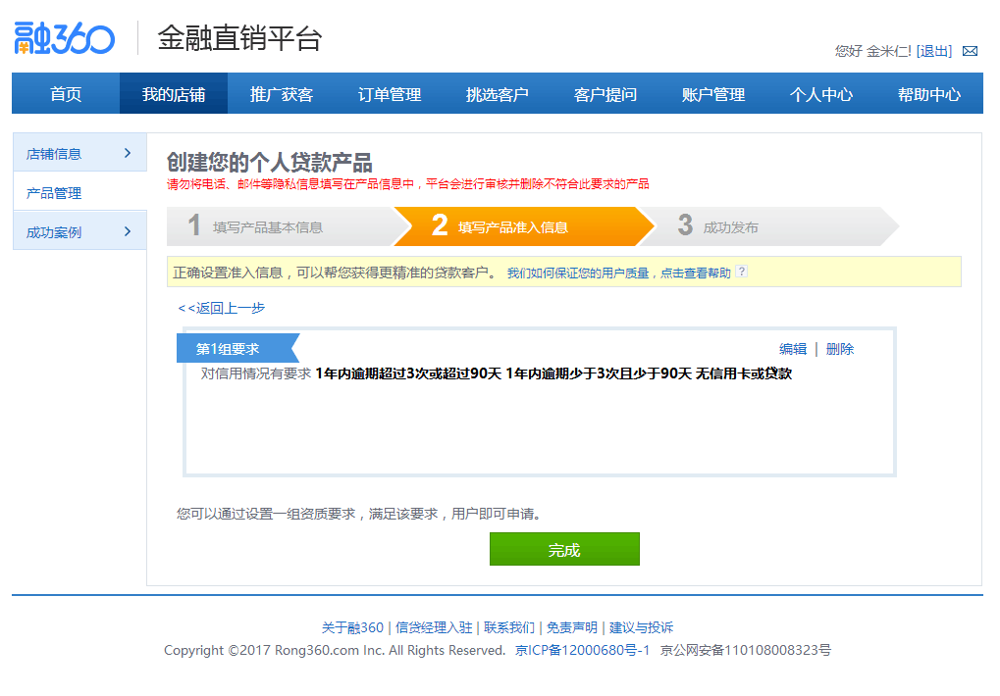 融360 金融直销平台
您好 金米仁! [退出]
首页 我的店铺 推广获客 订单管理 挑选客户 客户提问 账户管理 个人中心 帮助中心
店铺信息
产品管理
成功案例
创建您的个人贷款产品
请勿将电话、邮件等隐私信息填写在产品信息中，平台会进行审核并删除不符合此要求的产品
1 填写产品基本信息 2 填写产品准入信息 3 成功发布
正确设置准入信息，可以帮您获得更精准的贷款客户。 我们如何保证您的用户质量，点击查看帮助 ?
<<返回上一步
第1组要求 编辑 | 删除
对信用情况有要求 1年内逾期超过3次或超过90天 1年内逾期少于3次且少于90天 无信用卡或贷款
您可以通过设置一组资质要求，满足该要求，用户即可申请。
完成
关于融360 | 信贷经理入驻 | 联系我们 | 免责声明 | 建议与投诉
Copyright ©2017 Rong360.com Inc. All Rights Reserved. 京ICP备12000680号-1 京公网安备110108008323号